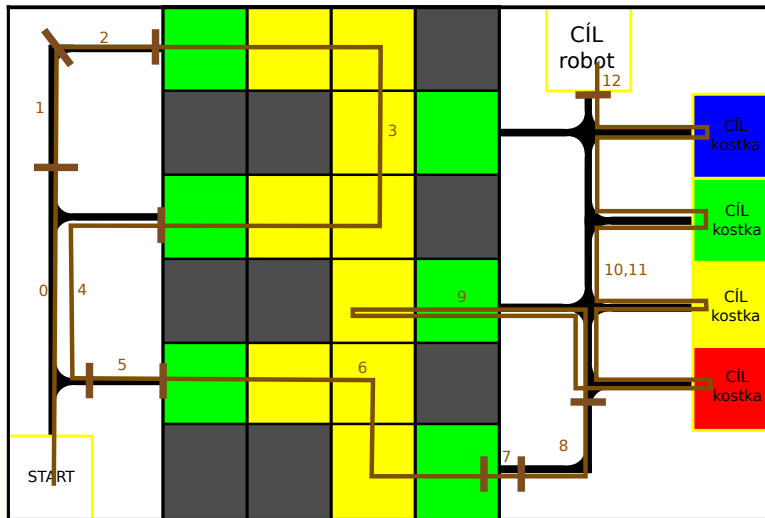 2
CÍL
robot
12
1
3
CÍL
kostka
CÍL
kostka
0
4
10,11
9
CÍL
kostka
5
6
CÍL
kostka
7
8
START